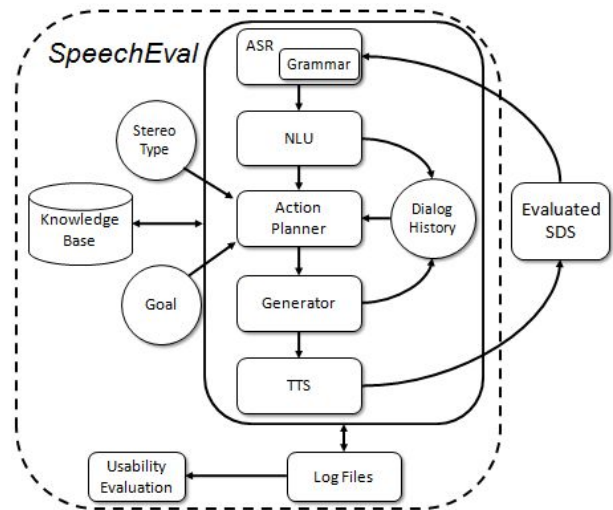 SpeechEval
ASR
Grammar
Stereo
Type
NLU
Knowledge
Base
Action
Planner
Dialog
History
Evaluated
SDS
Goal
Generator
TTS
Usability
Evaluation
Log Files